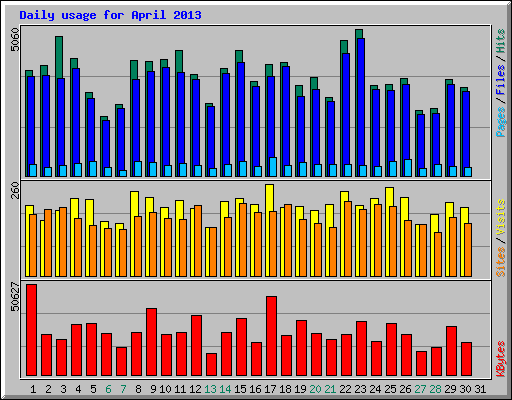 Daily usage for April 2013
5060
Pages / Files / Hits
260
Sites / Visits
50627
KBytes
1 2 3 4 5 6 7 8 9 10 11 12 13 14 15 16 17 18 19 20 21 22 23 24 25 26 27 28 29 30 31